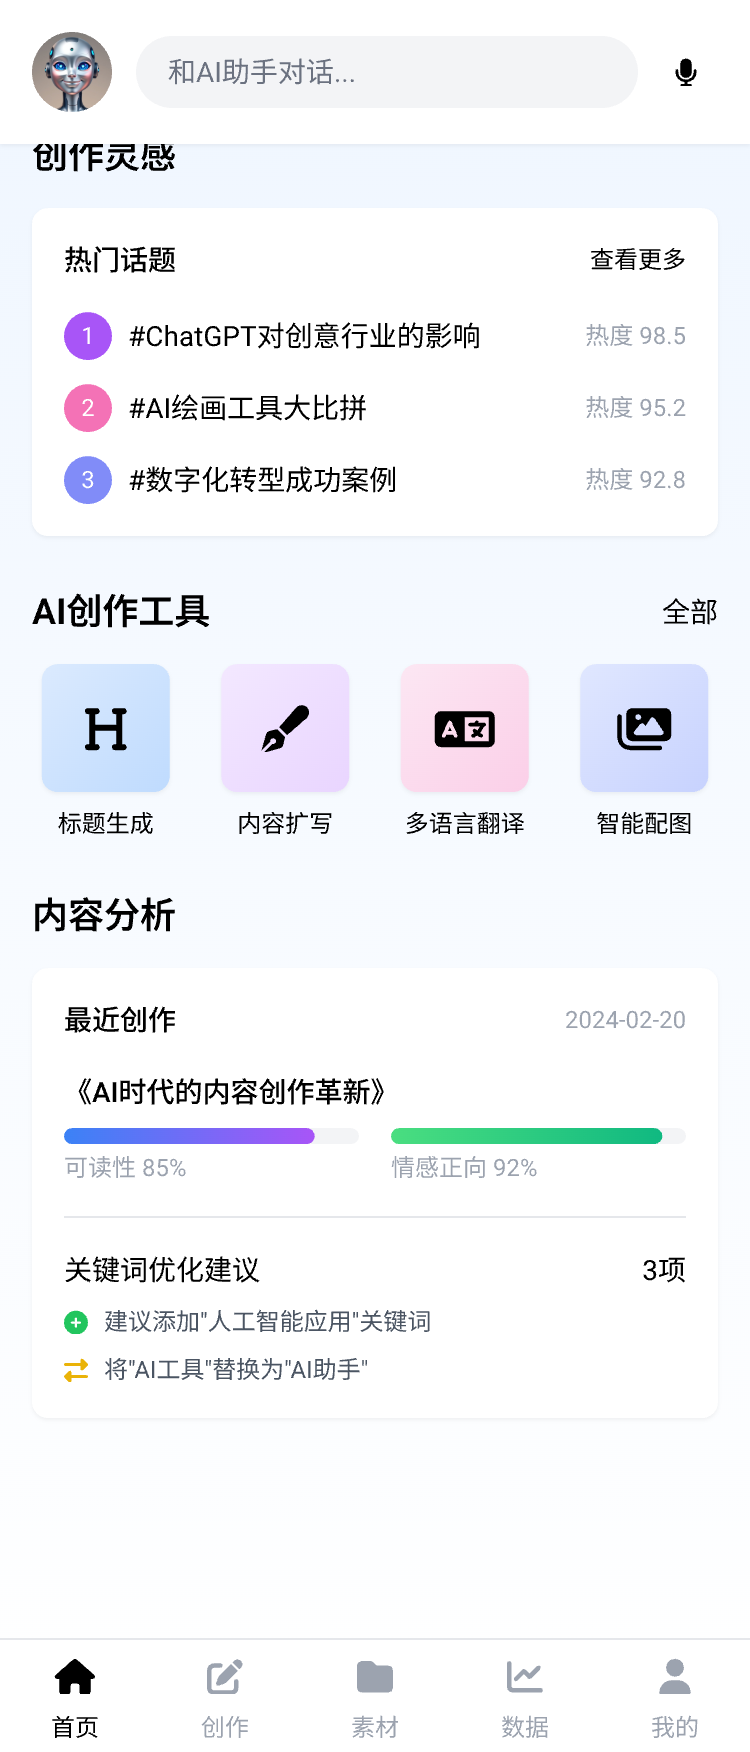 和AI助手对话...
创作灵感
热门话题 查看更多
1 #ChatGPT对创意行业的影响 热度 98.5
2 #AI绘画工具大比拼 热度 95.2
3 #数字化转型成功案例 热度 92.8
AI创作工具 全部
H
A 文
标题生成 内容扩写 多语言翻译 智能配图
内容分析
最近创作 2024-02-20
《AI时代的内容创作革新》
可读性 85% 情感正向 92%
关键词优化建议 3项
建议添加"人工智能应用"关键词
将"AI工具"替换为"AI助手"
首页 创作 素材 数据 我的